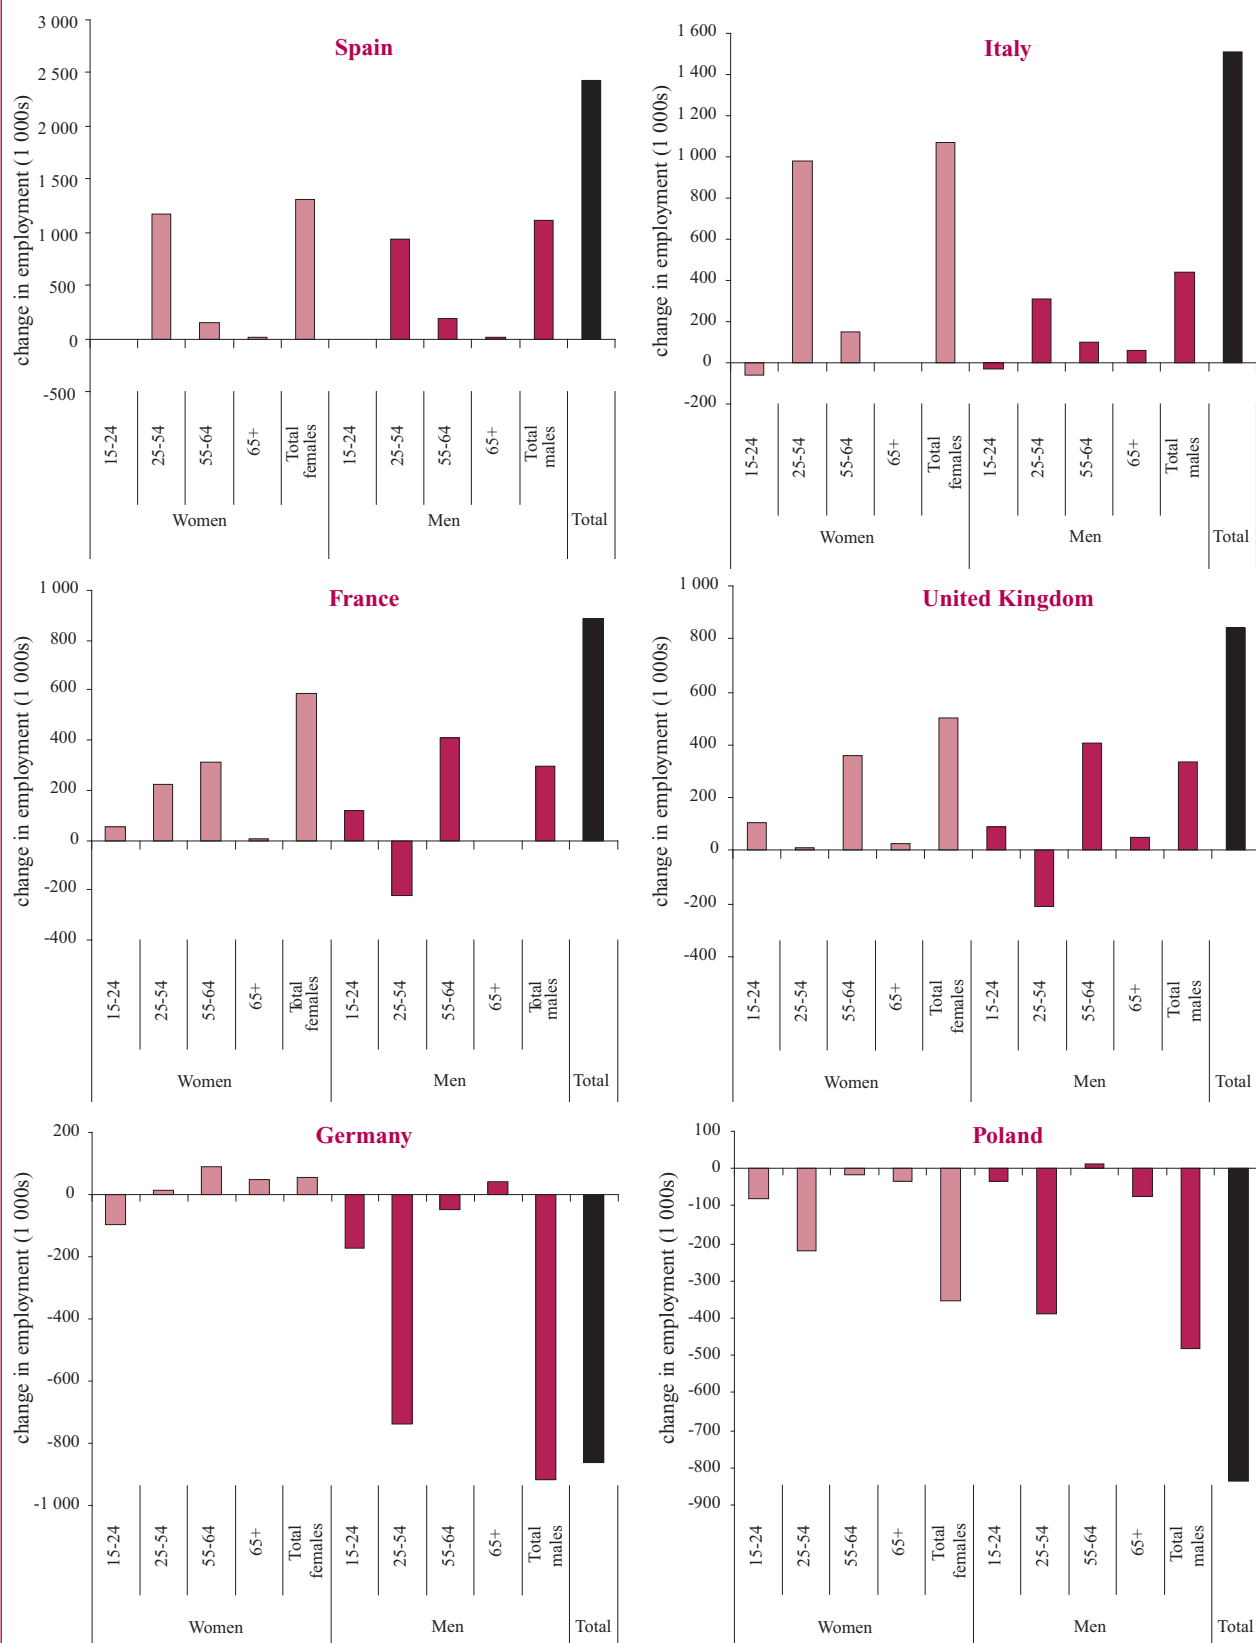 Spain
change in employment (1 000s)
3 000
2 500
2 000
1 500
1 000
500
0
-500
15-24
25-54
55-64
65+
Total
females
15-24
25-54
55-64
65+
Total
males
Women
Men
Total
Italy
change in employment (1 000s)
1 600
1 400
1 200
1 000
800
600
400
200
0
-200
15-24
25-54
55-64
65+
Total
females
15-24
25-54
55-64
65+
Total
males
Women
Men
Total
France
change in employment (1 000s)
1 000
800
600
400
200
0
-200
-400
15-24
25-54
55-64
65+
Total
females
15-24
25-54
55-64
65+
Total
males
Women
Men
Total
United Kingdom
change in employment (1 000s)
1 000
800
600
400
200
0
-200
-400
15-24
25-54
55-64
65+
Total
females
15-24
25-54
55-64
65+
Total
males
Women
Men
Total
Germany
change in employment (1 000s)
200
0
-200
-400
-600
-800
-1 000
15-24
25-54
55-64
65+
Total
females
15-24
25-54
55-64
65+
Total
males
Women
Men
Total
Poland
change in employment (1 000s)
100
0
-100
-200
-300
-400
-500
-600
-700
-800
-900
15-24
25-54
55-64
65+
Total
females
15-24
25-54
55-64
65+
Total
males
Women
Men
Total